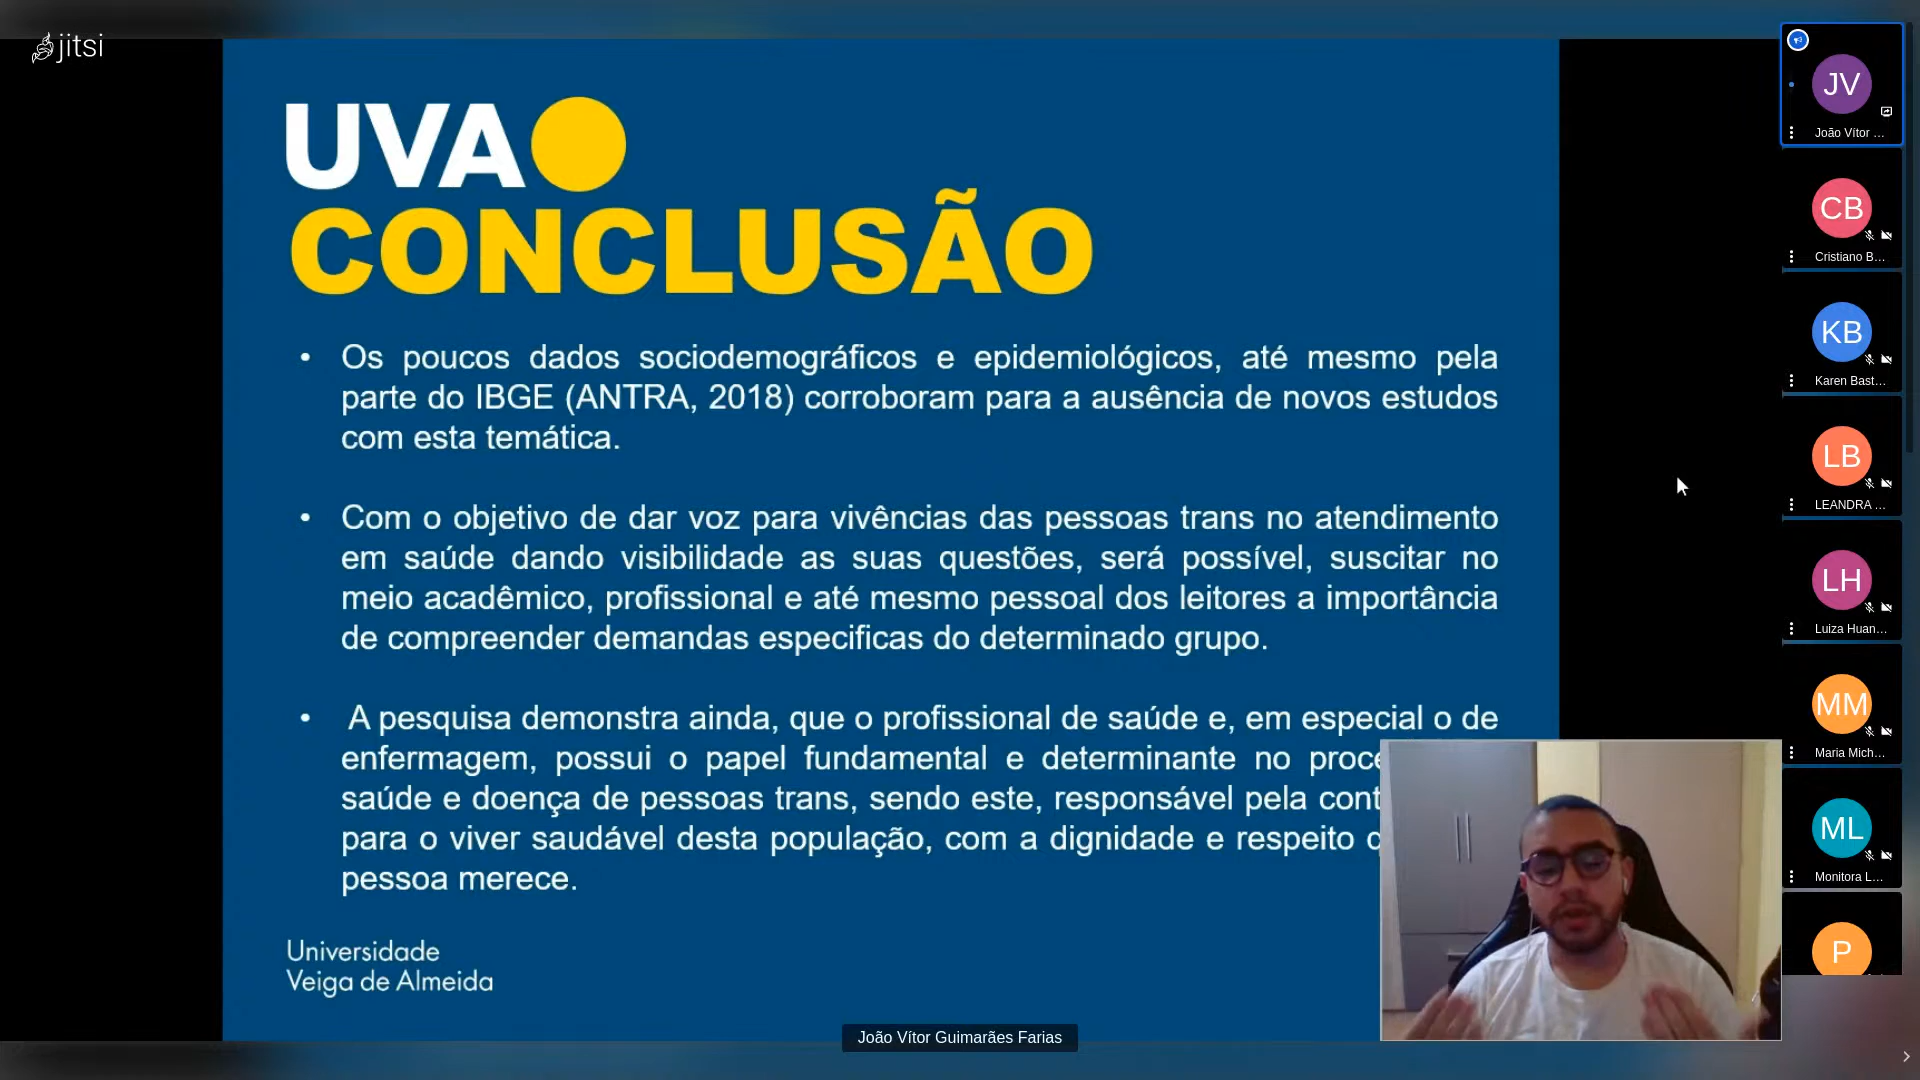 jitsi
UVA
CONCLUSÃO
• Os poucos dados sociodemográficos e epidemiológicos, até mesmo pela
parte do IBGE (ANTRA, 2018) corroboram para a ausência de novos estudos
com esta temática.
• Com o objetivo de dar voz para vivências das pessoas trans no atendimento
em saúde dando visibilidade as suas questões, será possível, suscitar no
meio acadêmico, profissional e até mesmo pessoal dos leitores a importância
de compreender demandas especificas do determinado grupo.
• A pesquisa demonstra ainda, que o profissional de saúde e, em especial o de
enfermagem, possui o papel fundamental e determinante no
saúde e doença de pessoas trans, sendo este, responsável pela
para o viver saudável desta população, com a dignidade e respeito
pessoa merece.
Universidade
Veiga de Almeida
João Vítor Guimarães Farias
JV
João Vítor ...
CB
Cristiano B...
KB
Karen Bast...
LB
LEANDRA ...
LH
Luiza Huan...
MM
Maria Mich...
ML
Monitora L...
P